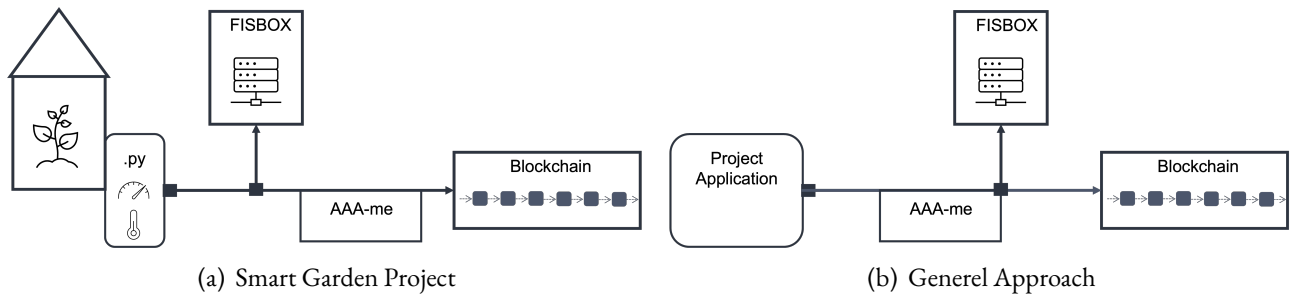 FISBOX
.py
AAA-me
Blockchain
(a) Smart Garden Project
FISBOX
Project
Application
AAA-me
Blockchain
(b) Generel Approach